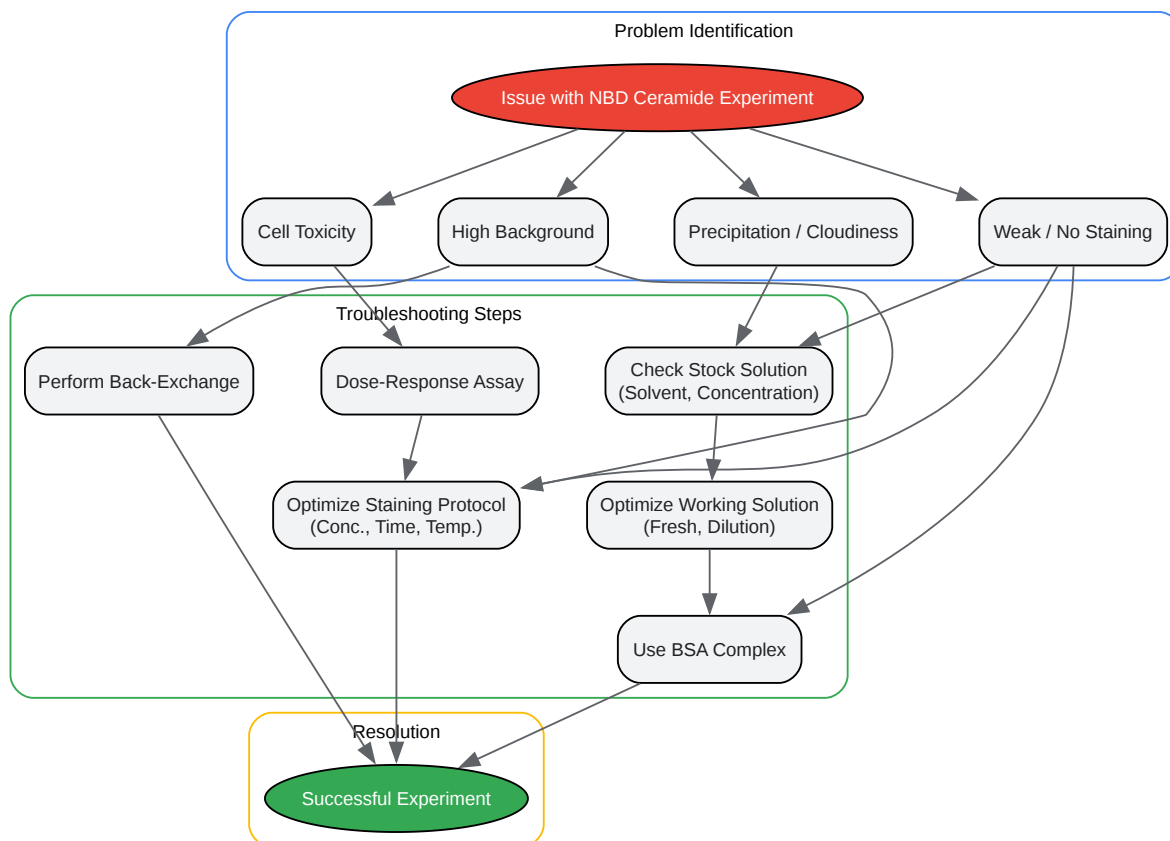 Problem Identification
Issue with NBD Ceramide Experiment
Cell Toxicity
High Background
Precipitation / Cloudiness
Weak / No Staining
Troubleshooting Steps
Perform Back-Exchange
Dose-Response Assay
Check Stock Solution
(Solvent, Concentration)
Optimize Staining Protocol
(Conc., Time, Temp.)
Optimize Working Solution
(Fresh, Dilution)
Use BSA Complex
Resolution
Successful Experiment